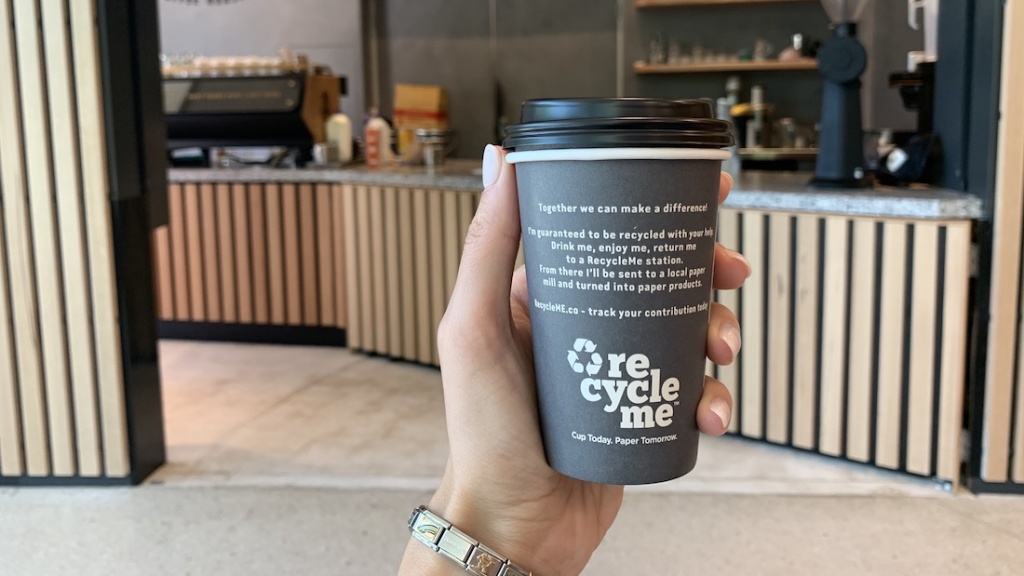 Together we can make a difference!
I'm guaranteed to be recycled with your help
Drink me, enjoy me, return me
to a RecycleMe station.
From there I'll be sent to a local paper
mill and turned into paper products.
RecycleME.co - track your contribution today
re
cycle
me™
Cup Today. Paper Tomorrow.